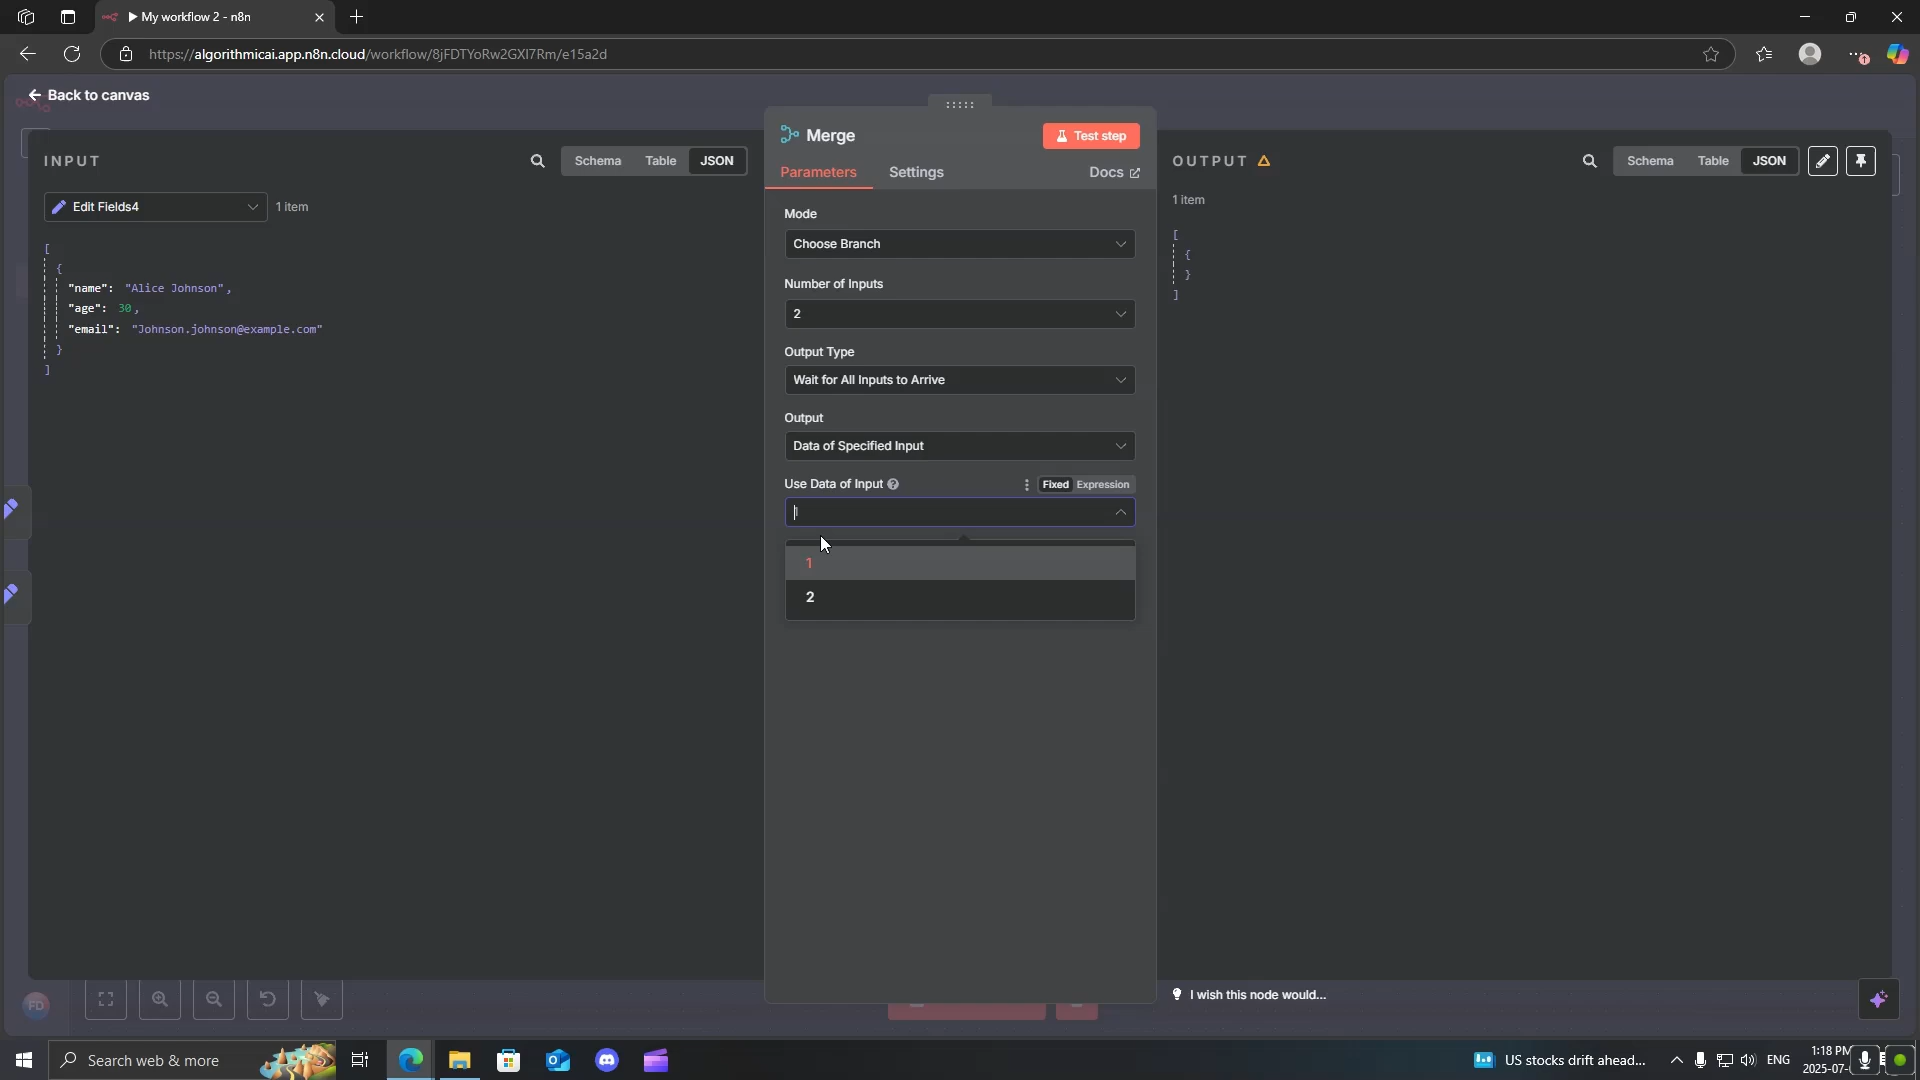 My workflow 2 - n8n
https://algorithmicai.app.n8n.cloud/workflow/8jFDTYoRw2GXI7Rm/e15a2d
Back to canvas
INPUT
Schema
Table
JSON
Edit Fields4
1 item
[
{
"name": "Alice Johnson",
"age": 30,
"email": "Johnson.johnson@example.com"
}
]
Merge
Test step
Parameters
Settings
Docs
Mode
Choose Branch
Number of Inputs
2
Output Type
Wait for All Inputs to Arrive
Output
Data of Specified Input
Use Data of Input
Fixed
Expression
1
1
2
OUTPUT
Schema
Table
JSON
1 item
[
{
}
]
I wish this node would...
FD
Search web & more
US stocks drift ahead...
ENG
1:18 PM
2025-07-